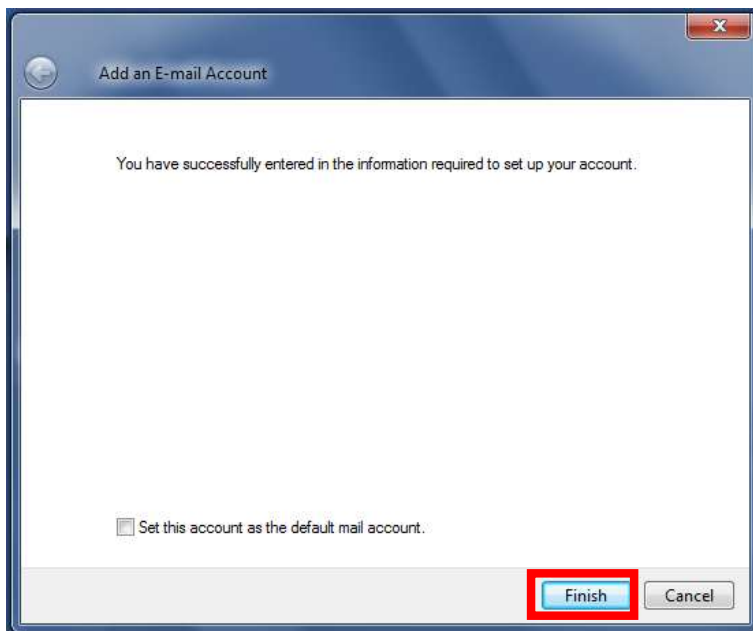 Add an E-mail Account
You have successfully entered in the information required to set up your account.
Set this account as the default mail account.
Finish Cancel